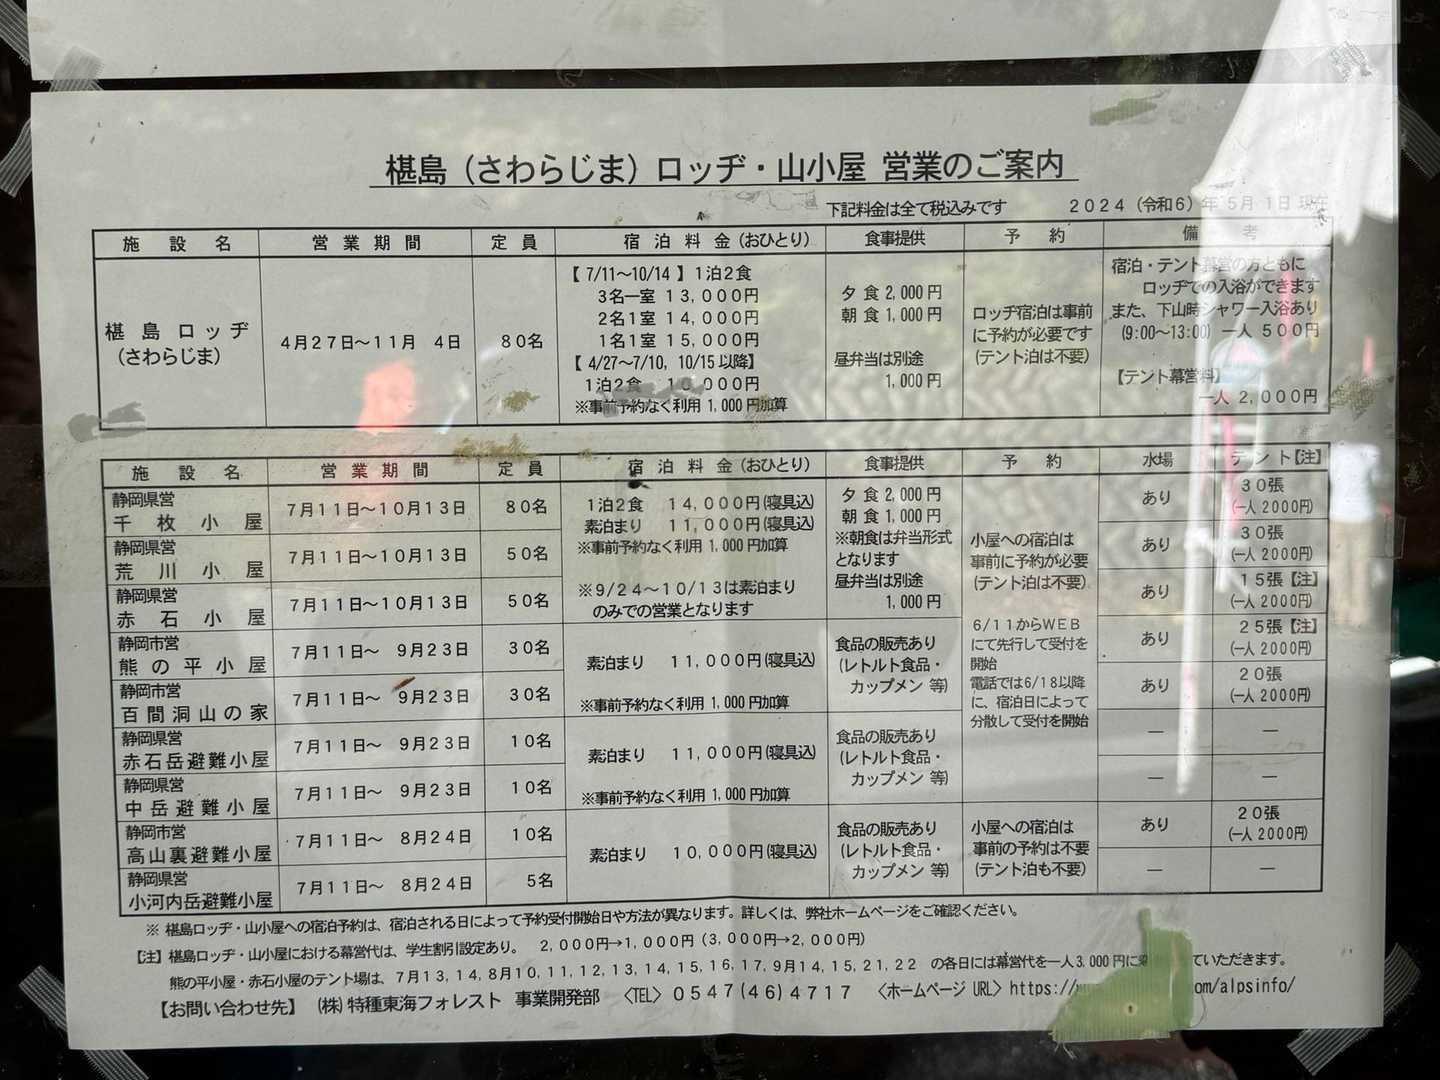 椹島（さわらじま）ロッヂ・山小屋 営業のご案内
下記料金は全て税込みです ２０２４（令和６）年 ５月 １日 現在
施設名 営業期間 定員 宿泊料金（おひとり） 食事提供 予約 備考
椹島ロッヂ
（さわらじま）
４月２７日～１１月 ４日
８０名
【 7/11～10/14 】１泊２食
３名一室 １３，０００円
２名１室 １４，０００円
１名１室 １５，０００円
【 4/27～7/10, 10/15 以降】
１泊２食 １０，０００円
※事前予約なく利用 1,000 円加算
夕 食 2,000 円
朝 食 1,000 円
昼弁当は別途
1,000 円
ロッヂ宿泊は事前
に予約が必要です
（テント泊は不要）
宿泊・テント幕営の方ともに
ロッヂでの入浴ができます
また、下山時シャワー入浴あり
（9:00～13:00） 一人 ５００円
【テント幕営料】
一人 ２，０００円
施設名 営業期間 定員 宿泊料金（おひとり） 食事提供 予約 水場 テント【注】
静岡県営
千枚小屋
７月１１日～１０月１３日
８０名
静岡県営
荒川小屋
７月１１日～１０月１３日
５０名
静岡県営
赤石小屋
７月１１日～１０月１３日
５０名
１泊２食 １４，０００円（寝具込）
素泊まり １１，０００円（寝具込）
※事前予約なく利用 1,000 円加算
※９/２４～１０/１３は素泊まり
のみでの営業となります
夕 食 2,000 円
朝 食 1,000 円
※朝食は弁当形式
となります
昼弁当は別途
1,000 円
小屋への宿泊は
事前に予約が必要
（テント泊は不要）
6/11からＷＥＢ
にて先行して受付を
開始
電話では6/18以降
に、宿泊日によって
分散して受付を開始
あり
３０張
（一人 2000円）
あり
３０張
（一人 2000円）
あり
１５張【注】
（一人 2000円）
静岡市営
熊の平小屋
７月１１日～ ９月２３日
３０名
静岡市営
百間洞山の家
７月１１日～ ９月２３日
３０名
素泊まり １１，０００円（寝具込）
※事前予約なく利用 1,000 円加算
食品の販売あり
（レトルト食品・
カップメン 等）
あり
２５張【注】
（一人 2000円）
あり
２０張
（一人 2000円）
静岡県営
赤石岳避難小屋
７月１１日～ ９月２３日
１０名
静岡県営
中岳避難小屋
７月１１日～ ９月２３日
１０名
素泊まり １１，０００円（寝具込）
※事前予約なく利用 1,000 円加算
食品の販売あり
（レトルト食品・
カップメン 等）
― ―
― ―
静岡市営
高山裏避難小屋
７月１１日～ ８月２４日
１０名
静岡県営
小河内岳避難小屋
７月１１日～ ８月２４日
５名
素泊まり １０，０００円（寝具込）
食品の販売あり
（レトルト食品・
カップメン 等）
小屋への宿泊は
事前の予約は不要
（テント泊も不要）
あり
２０張
（一人 2000円）
― ―
※ 椹島ロッヂ・山小屋への宿泊予約は、宿泊される日によって予約受付開始日や方法が異なります。詳しくは、弊社ホームページをご確認ください。
【注】椹島ロッヂ・山小屋における幕営代は、学生割引設定あり。 ２，０００円→１，０００円（３，０００円→２，０００円）
熊の平小屋・赤石小屋のテント場は、７月１３，１４，８月１０，１１，１２，１３，１４，１５，１６，１７，９月１４，１５，２１，２２ の各日には幕営代を一人３，０００円に ていただきます。
【お問い合わせ先】 （株）特種東海フォレスト 事業開発部 〈TEL〉 ０５４７（４６）４７１７ 〈ホームページ URL〉 https:// om/alpsinfo/